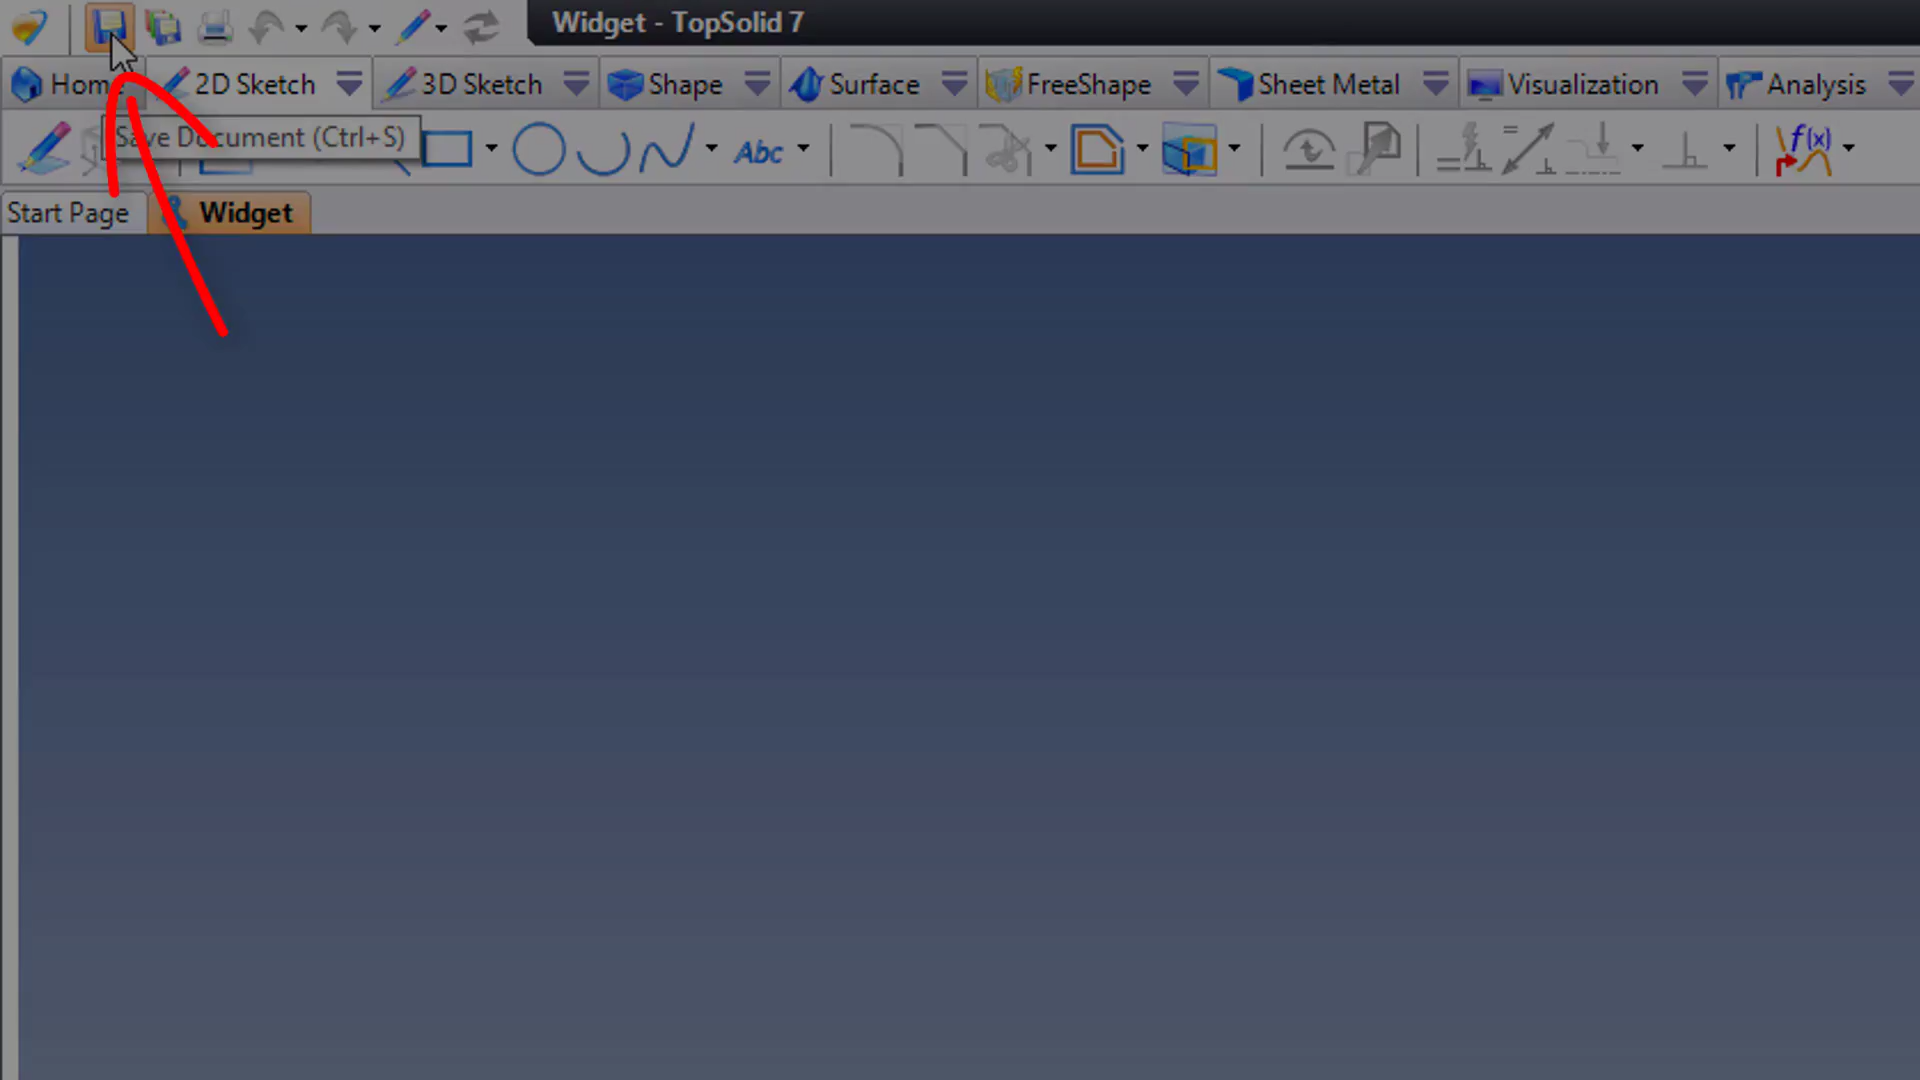 Widget - TopSolid 7
Home 2D Sketch 3D Sketch Shape Surface FreeShape Sheet Metal Visualization Analysis
Save Document (Ctrl+S)
Abc
f(x)
Start Page Widget